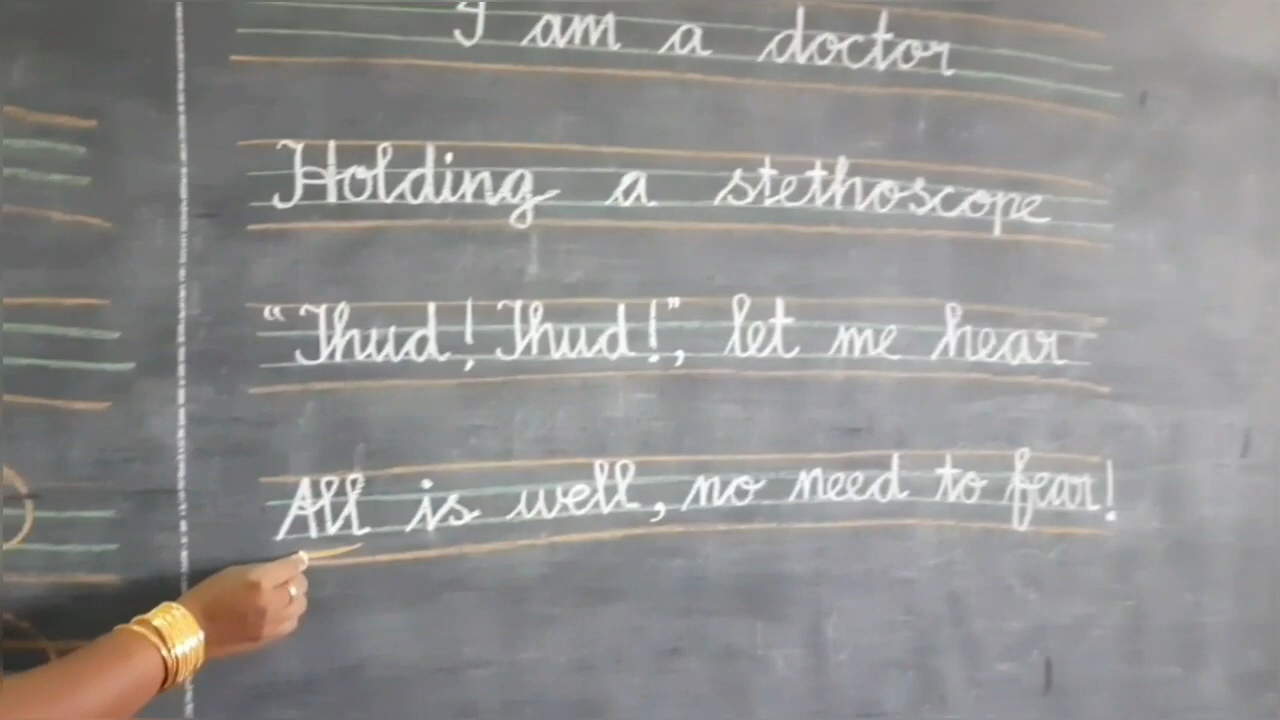 I am a doctor
Holding a stethoscope
“Thud! Thud!”, let me hear
All is well, no need to fear!